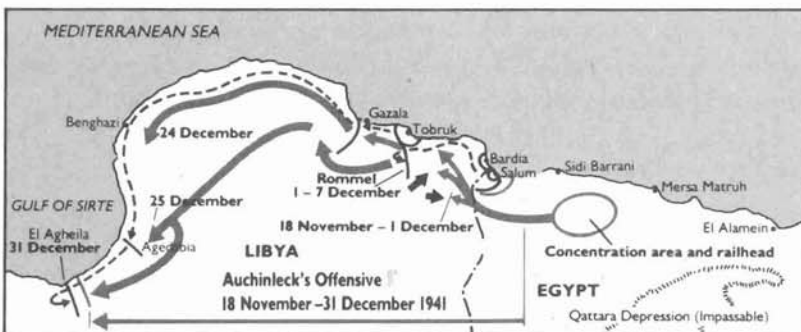 MEDITERRANEAN SEA
Gazala
Tobruk
Benghazi
24 December
Bardia
Salum
Sidi Barrani
Rommel
1 – 7 December
Mersa Matruh
25 December
GULF OF SIRTE
18 November – 1 December
El Agheila
31 December
El Alamein
Agedabia
LIBYA
Concentration area and railhead
Auchinleck's Offensive
18 November –31 December 1941
EGYPT
Qattara Depression (Impassable)